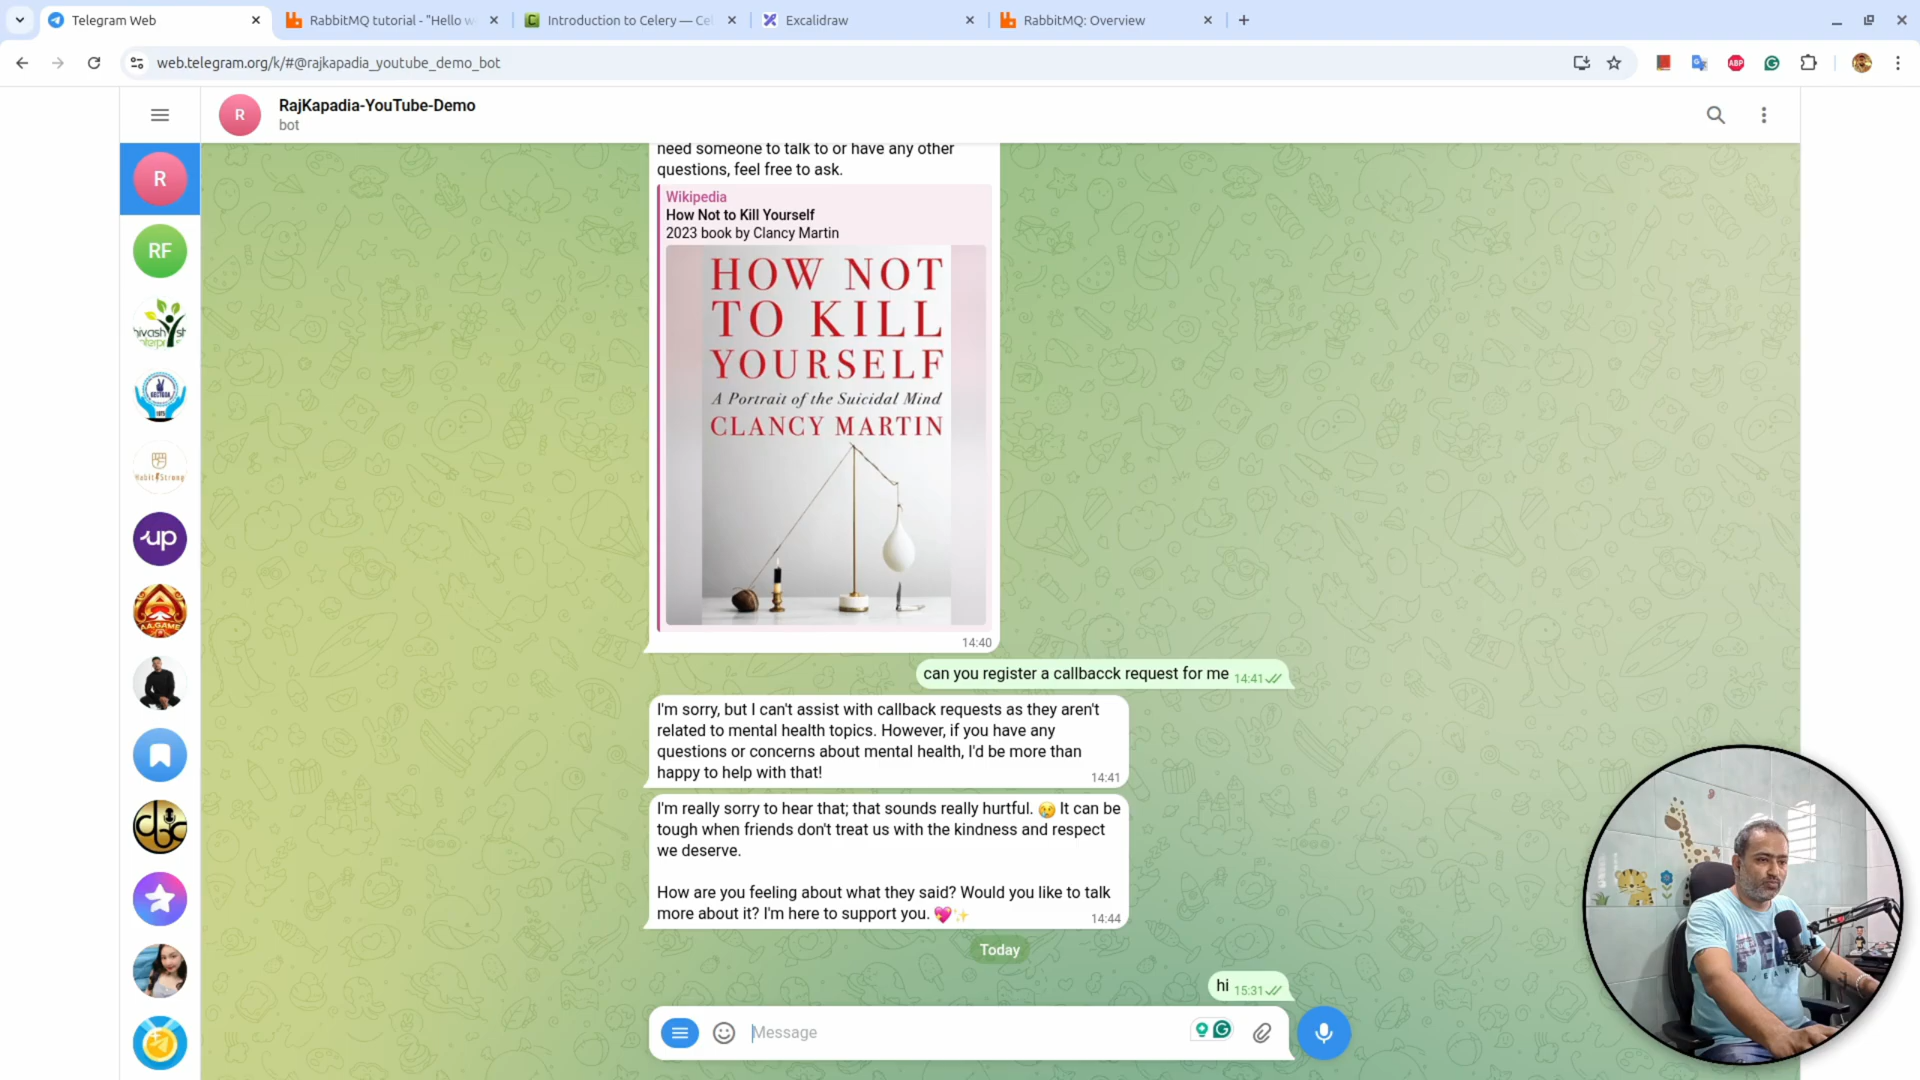 Telegram Web
RabbitMQ tutorial - "Hello w
Introduction to Celery — Cel
Excalidraw
RabbitMQ: Overview
web.telegram.org/k/#@rajkapadia_youtube_demo_bot
ABP
R
RajKapadia-YouTube-Demo
bot
R
RF
up
A
AA.GAME
dbc
need someone to talk to or have any other
questions, feel free to ask.
Wikipedia
How Not to Kill Yourself
2023 book by Clancy Martin
HOW NOT
TO KILL
YOURSELF
A Portrait of the Suicidal Mind
CLANCY MARTIN
14:40
can you register a callbacck request for me 14:41
I'm sorry, but I can't assist with callback requests as they aren't
related to mental health topics. However, if you have any
questions or concerns about mental health, I'd be more than
happy to help with that!
14:41
I'm really sorry to hear that; that sounds really hurtful. 😢 It can be
tough when friends don't treat us with the kindness and respect
we deserve.
How are you feeling about what they said? Would you like to talk
more about it? I'm here to support you. 💖✨
14:44
Today
hi 15:31
Message